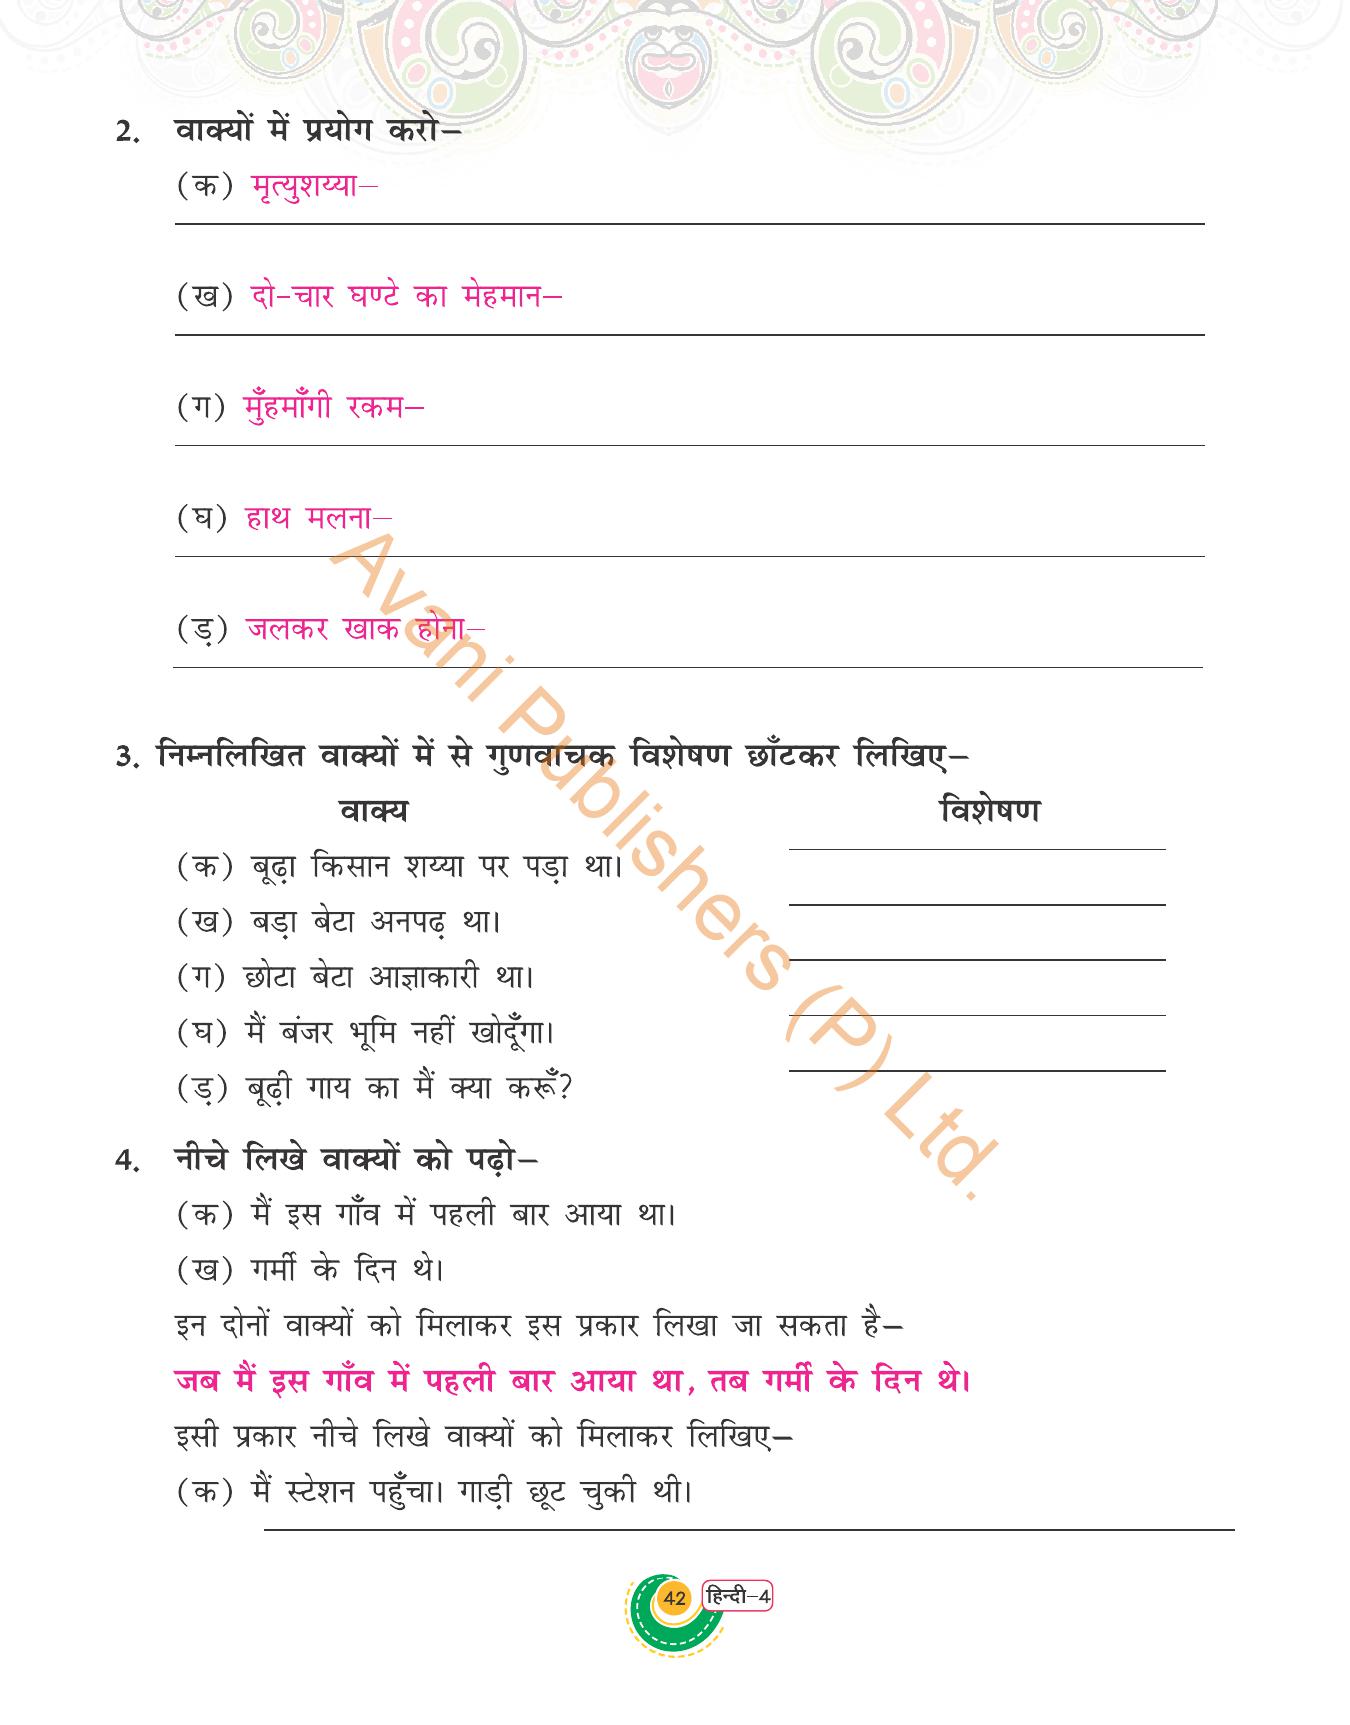 2. वाक्यों में प्रयोग करो–
(क) मृत्युशय्या–
(ख) दो-चार घण्टे का मेहमान–
(ग) मुँहमाँगी रकम–
(घ) हाथ मलना–
(ड़) जलकर खाक होना–
3. निम्नलिखित वाक्यों में से गुणवाचक विशेषण छाँटकर लिखिए–
वाक्य विशेषण
(क) बूढ़ा किसान शय्या पर पड़ा था।
(ख) बड़ा बेटा अनपढ़ था।
(ग) छोटा बेटा आज्ञाकारी था।
(घ) मैं बंजर भूमि नहीं खोदूँगा।
(ड़) बूढ़ी गाय का मैं क्या करूँ?
4. नीचे लिखे वाक्यों को पढ़ो–
(क) मैं इस गाँव में पहली बार आया था।
(ख) गर्मी के दिन थे।
इन दोनों वाक्यों को मिलाकर इस प्रकार लिखा जा सकता है–
जब मैं इस गाँव में पहली बार आया था, तब गर्मी के दिन थे।
इसी प्रकार नीचे लिखे वाक्यों को मिलाकर लिखिए–
(क) मैं स्टेशन पहुँचा। गाड़ी छूट चुकी थी।
42 हिन्दी–4
Avani Publishers (P) Ltd.